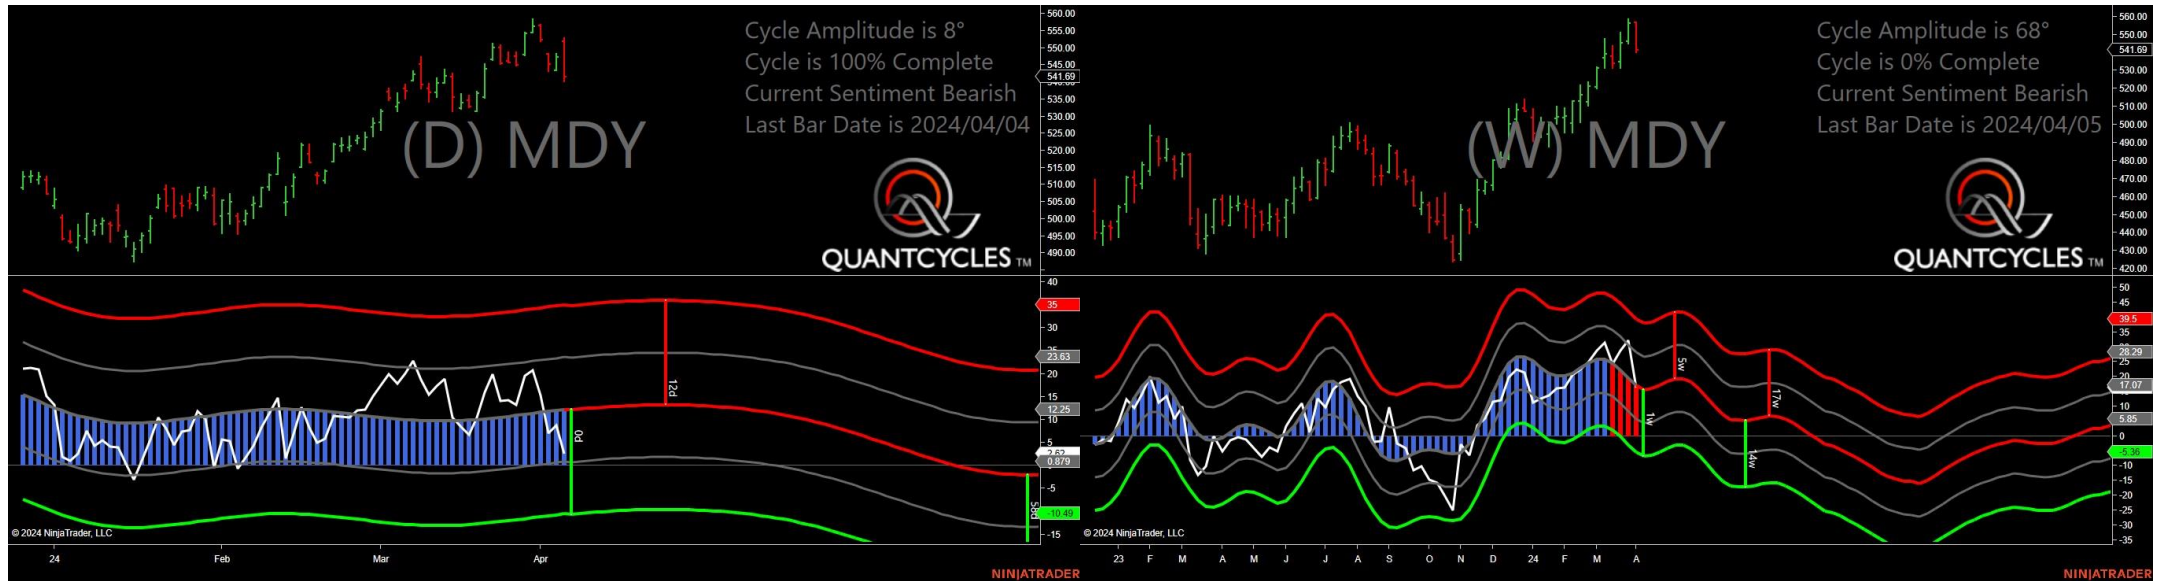 Cycle Amplitude is 8°
Cycle is 100% Complete
Current Sentiment Bearish
Last Bar Date is 2024/04/04
(D) MDY
QUANTCYCLES TM
560.00
555.00
550.00
545.00
541.69
535.00
530.00
525.00
520.00
515.00
510.00
505.00
500.00
495.00
490.00
40
35
30
23.63
20
15
12.25
5
2.62
0.879
-5
-10.49
-15
12d
0d
58d
© 2024 NinjaTrader, LLC
24 Feb Mar Apr
NINJATRADER
Cycle Amplitude is 68°
Cycle is 0% Complete
Current Sentiment Bearish
Last Bar Date is 2024/04/05
(W) MDY
QUANTCYCLES TM
560.00
550.00
541.69
530.00
520.00
510.00
500.00
490.00
480.00
470.00
460.00
450.00
440.00
430.00
420.00
50
45
39.5
35
28.29
20
17.07
10
5.85
0
-5.36
-10
-15
-20
-25
-30
-35
5w
1w
17w
14w
© 2024 NinjaTrader, LLC
23 F M A M J J A S O N D 24 F M A
NINJATRADER